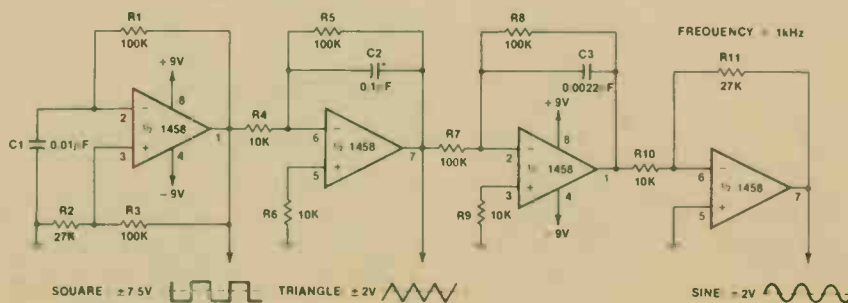 R1
100K
R5
100K
R8
100K
FREQUENCY = 1kHz
+9V
C2
+
0.1µF
C3
0.0022µF
R11
27K
C1 0.01µF
2
3
8
4
1
½ 1458
-
+
-9V
R4
10K
6
5
½ 1458
-
+
7
R7
100K
+9V
8
2
3
½ 1458
-
+
1
4
-9V
R10
10K
6
5
½ 1458
-
+
7
R2
27K
R3
100K
R6
10K
R9
10K
SQUARE ±7.5V
TRIANGLE ±2V
SINE ±2V